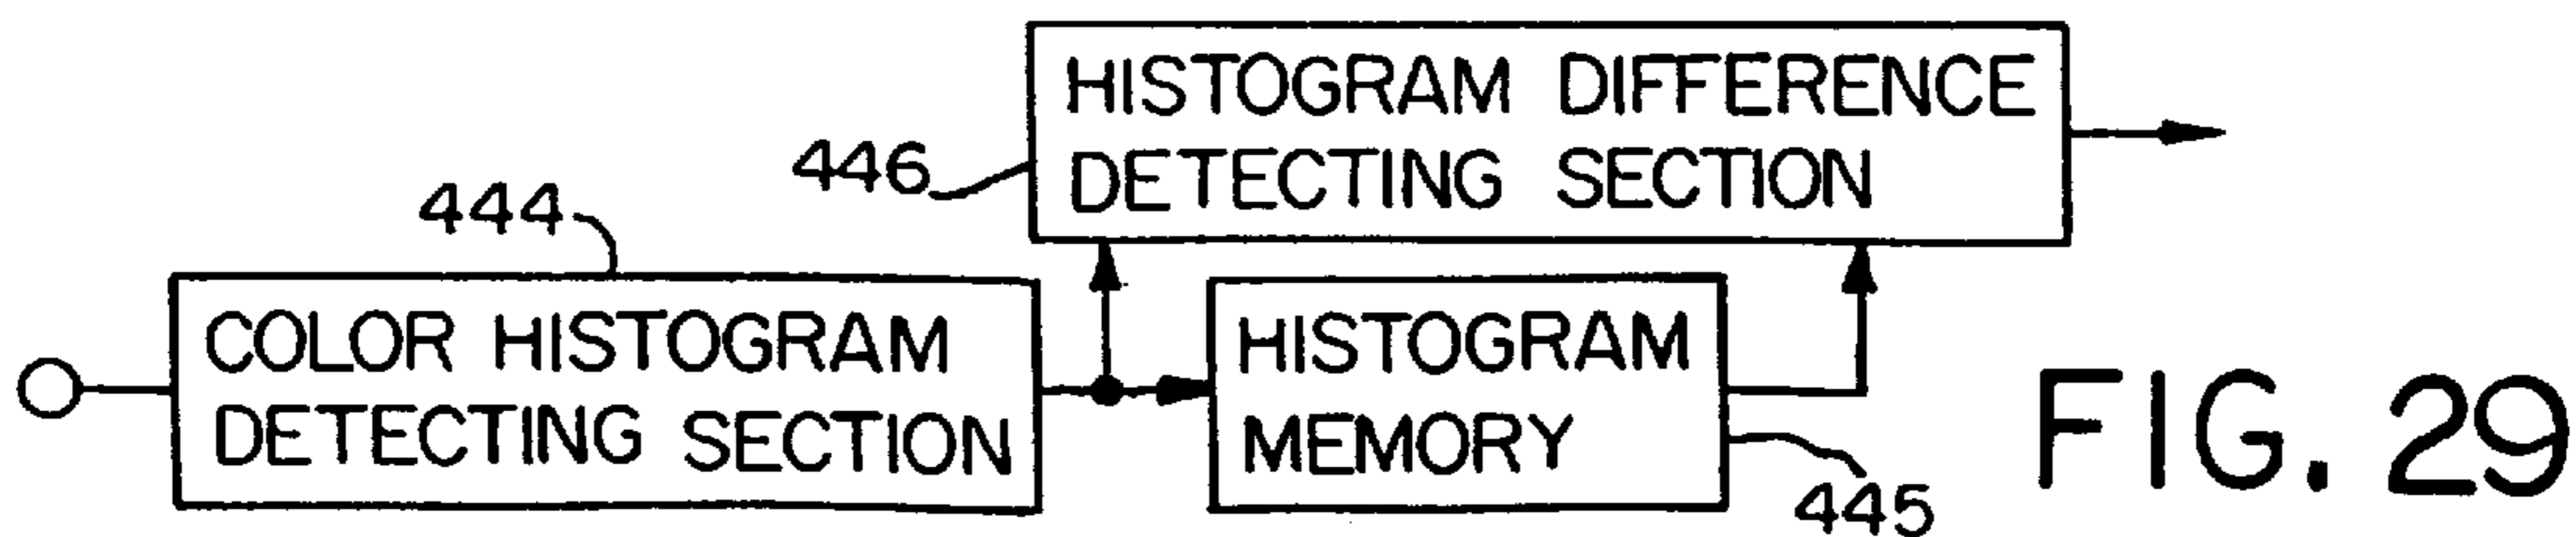 HISTOGRAM DIFFERENCE
DETECTING SECTION
446
444
COLOR HISTOGRAM
DETECTING SECTION
HISTOGRAM
MEMORY
445
FIG. 29